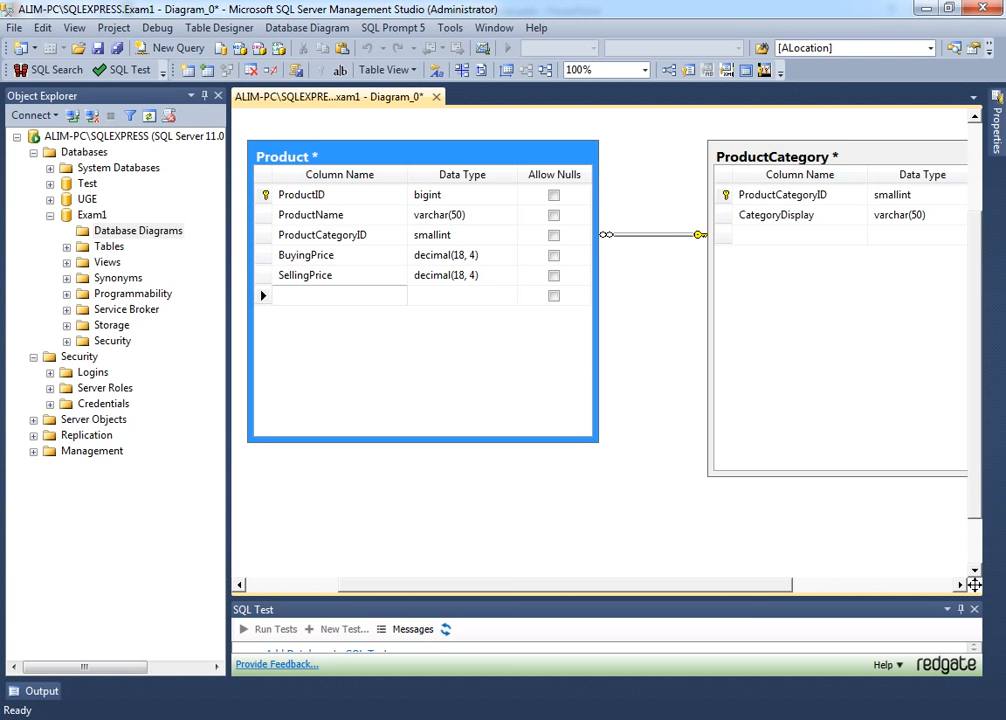 ALIM-PC\SQLEXPRESS.Exam1 - Diagram_0* - Microsoft SQL Server Management Studio (Administrator)
File Edit View Project Debug Table Designer Database Diagram SQL Prompt 5 Tools Window Help
New Query [ALocation]
SQL Search SQL Test Table View 100%
Object Explorer
ALIM-PC\SQLEXPRE...xam1 - Diagram_0*
Properties
Connect
ALIM-PC\SQLEXPRESS (SQL Server 11.0
Databases
System Databases
Test
UGE
Exam1
Database Diagrams
Tables
Views
Synonyms
Programmability
Service Broker
Storage
Security
Security
Logins
Server Roles
Credentials
Server Objects
Replication
Management
Product *
Column Name Data Type Allow Nulls
ProductID bigint
ProductName varchar(50)
ProductCategoryID smallint
BuyingPrice decimal(18, 4)
SellingPrice decimal(18, 4)
ProductCategory *
Column Name Data Type
ProductCategoryID smallint
CategoryDisplay varchar(50)
SQL Test
Run Tests New Test... Messages
Provide Feedback... Help redgate
Output
Ready